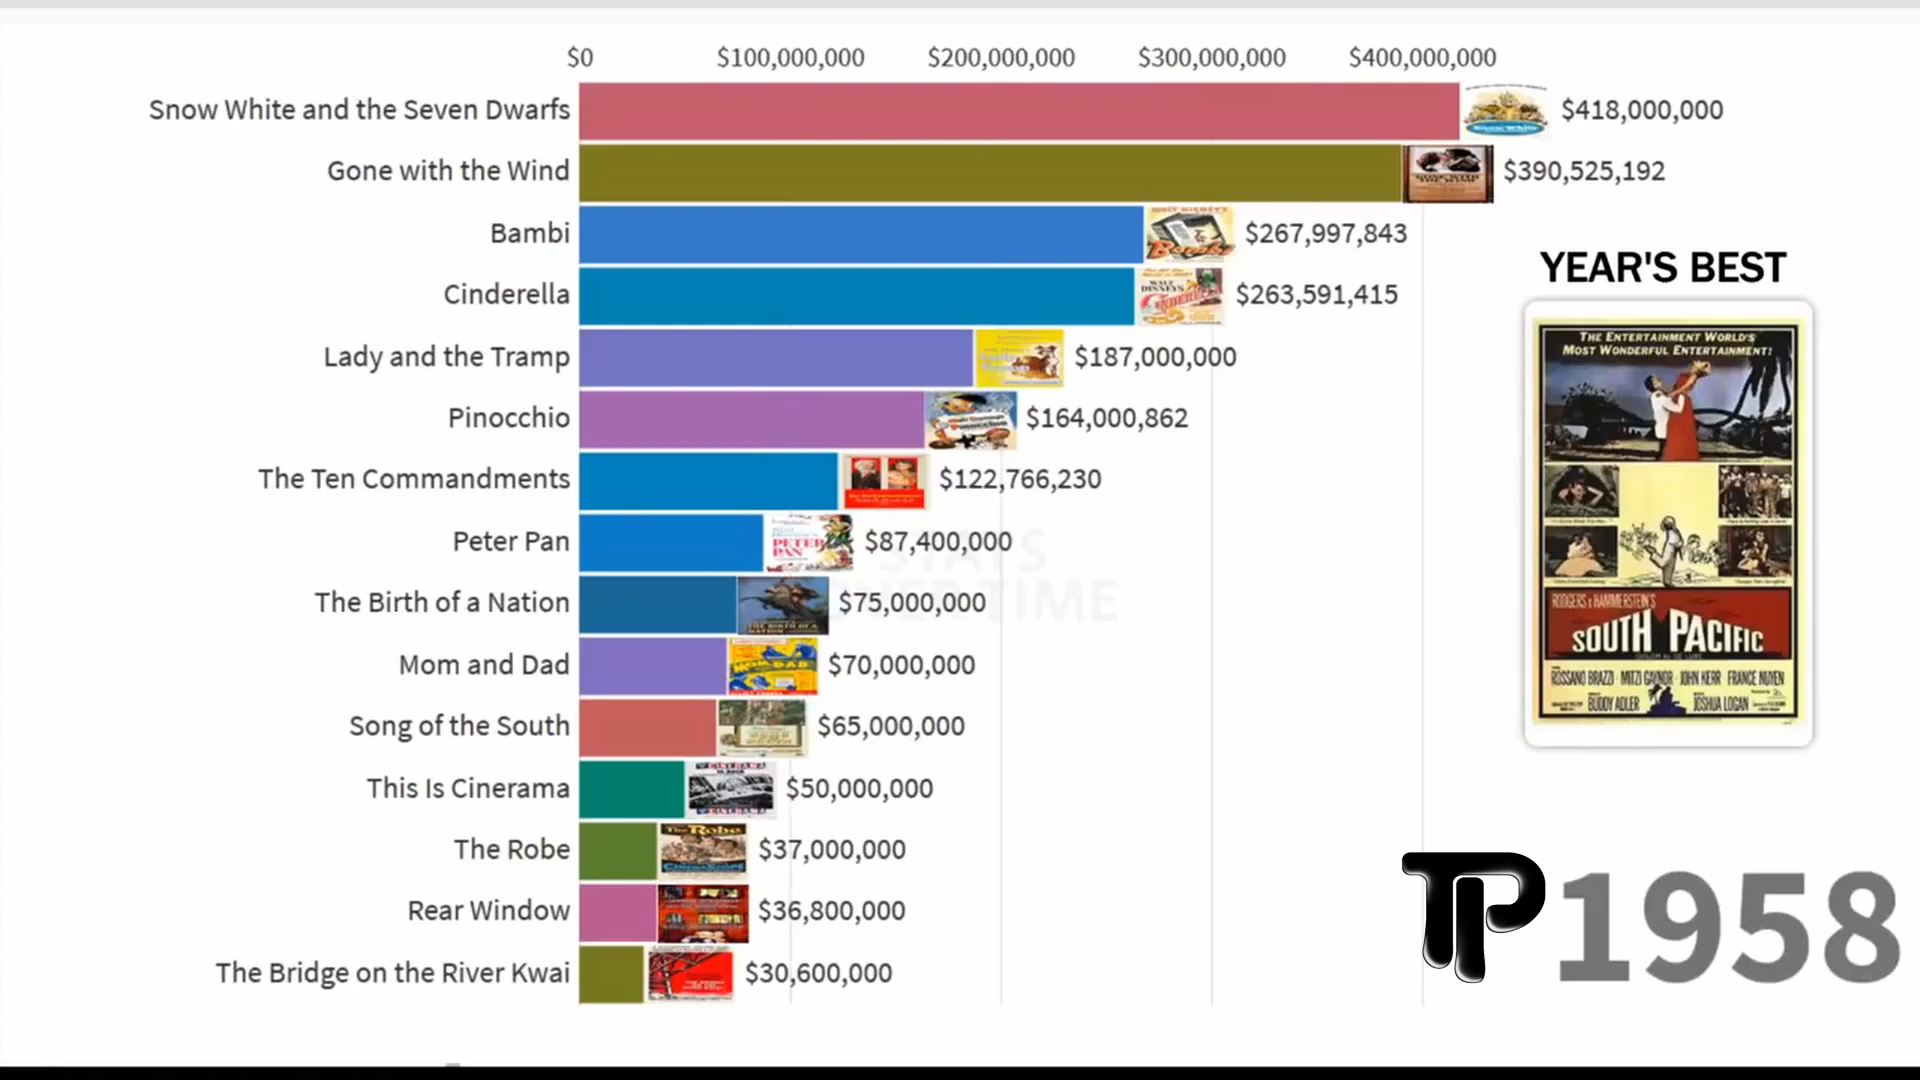 $0 $100,000,000 $200,000,000 $300,000,000 $400,000,000
Snow White and the Seven Dwarfs $418,000,000
Gone with the Wind $390,525,192
Bambi $267,997,843
Cinderella $263,591,415
Lady and the Tramp $187,000,000
Pinocchio $164,000,862
The Ten Commandments $122,766,230
Peter Pan $87,400,000
The Birth of a Nation $75,000,000
Mom and Dad $70,000,000
Song of the South $65,000,000
This Is Cinerama $50,000,000
The Robe $37,000,000
Rear Window $36,800,000
The Bridge on the River Kwai $30,600,000
STATS
OVER TIME
YEAR'S BEST
THE ENTERTAINMENT WORLD'S
MOST WONDERFUL ENTERTAINMENT!
RODGERS & HAMMERSTEIN'S
SOUTH PACIFIC
ROSSANO BRAZZI · MITZI GAYNOR · JOHN KERR · FRANCE NUYEN
BUDDY ADLER JOSHUA LOGAN
TP 1958